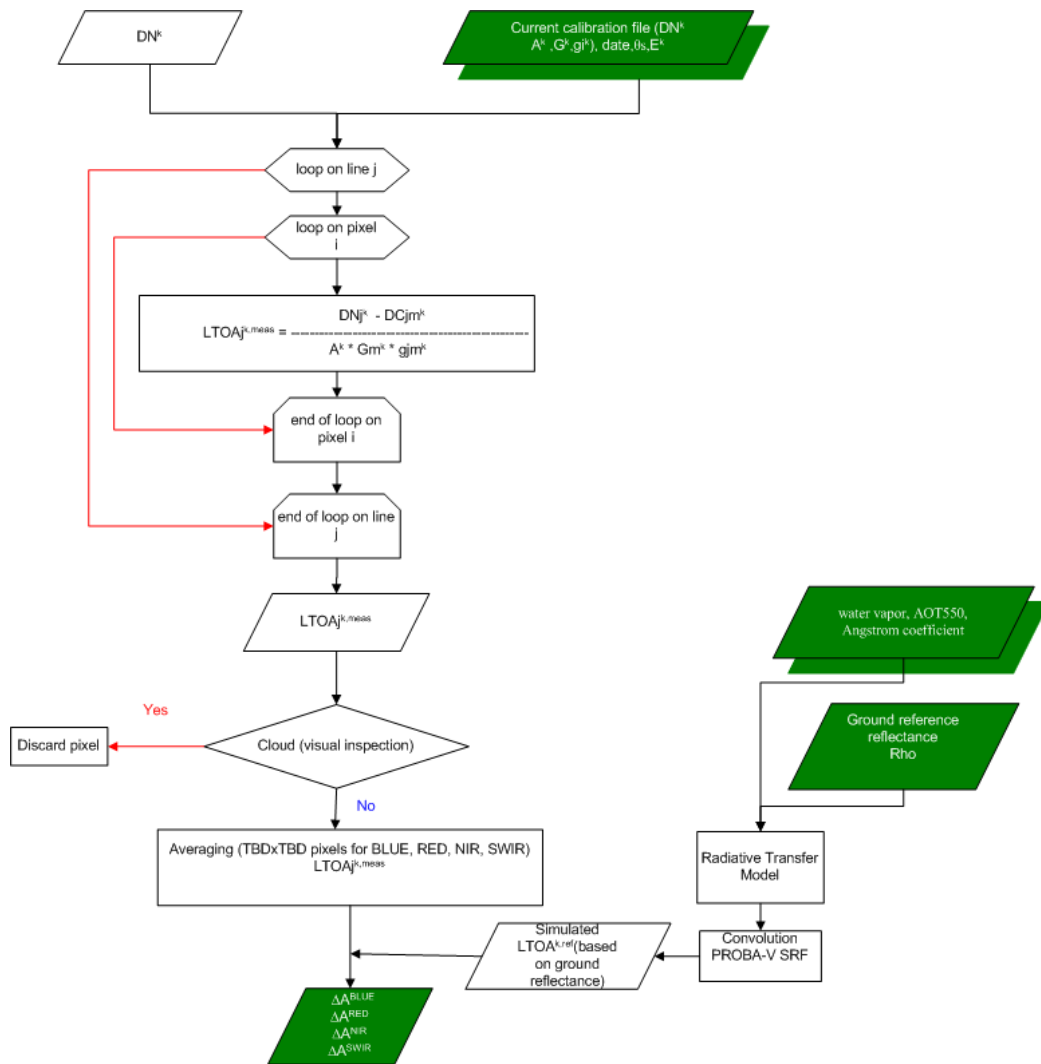 DNᵏ
Current calibration file (DNᵏ
Aᵏ ,Gᵏ,giᵏ), date,θs,Eᵏ
loop on line j
loop on pixel
i
DNjᵏ - DCjmᵏ
LTOAjᵏ,ᵐᵉᵃˢ = ------------------------------------------------
Aᵏ * Gmᵏ * gjmᵏ
end of loop on
pixel i
end of loop on line
j
LTOAjᵏ,ᵐᵉᵃˢ
water vapor, AOT550,
Angstrom coefficient
Yes
Discard pixel
Cloud (visual inspection)
Ground reference
reflectance
Rho
No
Averaging (TBDxTBD pixels for BLUE, RED, NIR, SWIR)
LTOAjᵏ,ᵐᵉᵃˢ
Radiative Transfer
Model
Convolution
PROBA-V SRF
Simulated
LTOAᵏ,ʳᵉᶠ(based
on ground
reflectance)
ΔAᴮᴸᵁᴱ
ΔAᴿᴱᴰ
ΔAᴺᴵᴿ
ΔAˢᵂᴵᴿ